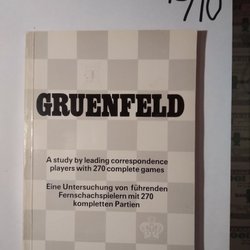 GRUENFELD
A study by leading correspondence
players with 270 complete games
Eine Untersuchung von führenden
Fernschachspielern mit 270
kompletten Partien